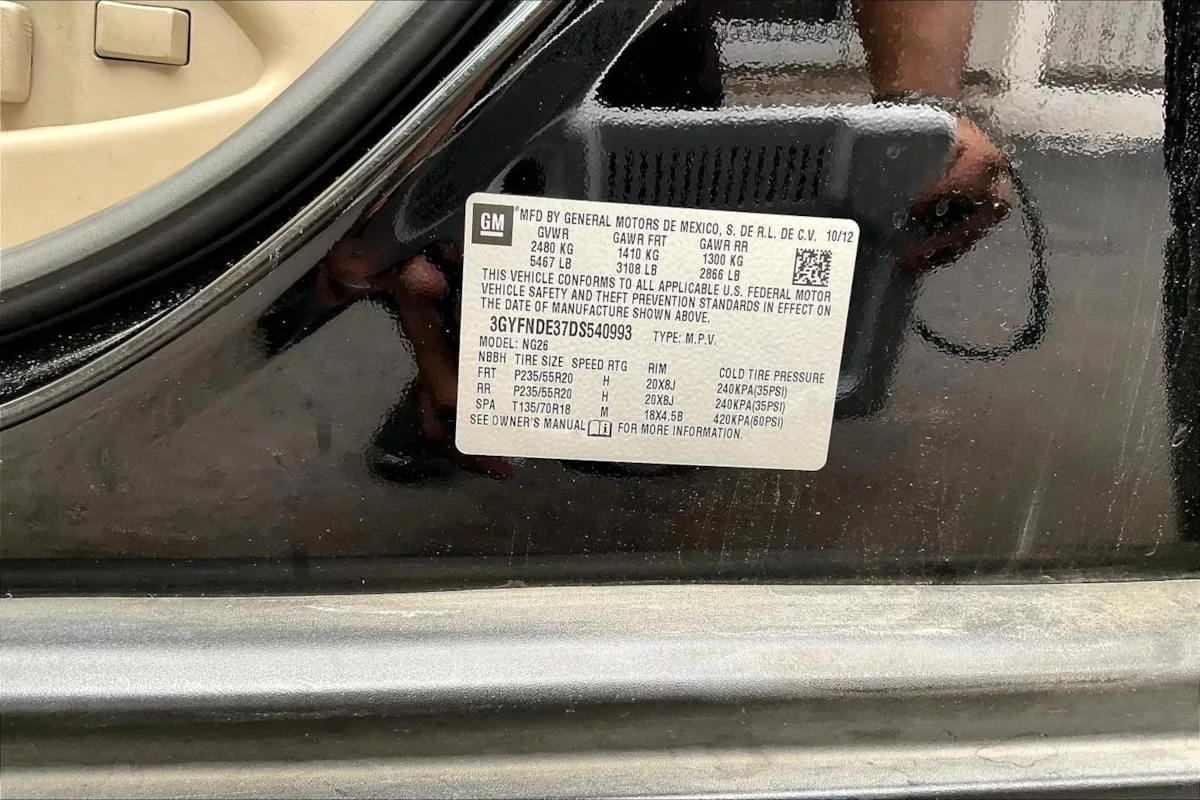 GM ®MFD BY GENERAL MOTORS DE MEXICO, S. DE R.L. DE C.V. 10/12
GVWR GAWR FRT GAWR RR
2480 KG 1410 KG 1300 KG
5467 LB 3108 LB 2866 LB
THIS VEHICLE CONFORMS TO ALL APPLICABLE U.S. FEDERAL MOTOR
VEHICLE SAFETY AND THEFT PREVENTION STANDARDS IN EFFECT ON
THE DATE OF MANUFACTURE SHOWN ABOVE.
3GYFNDE37DS540993 TYPE: M.P.V.
MODEL: NG26
NBBH TIRE SIZE SPEED RTG RIM COLD TIRE PRESSURE
FRT P235/55R20 H 20X8J 240KPA(35PSI)
RR P235/55R20 H 20X8J 240KPA(35PSI)
SPA T135/70R18 M 18X4.5B 420KPA(60PSI)
SEE OWNER'S MANUAL FOR MORE INFORMATION.